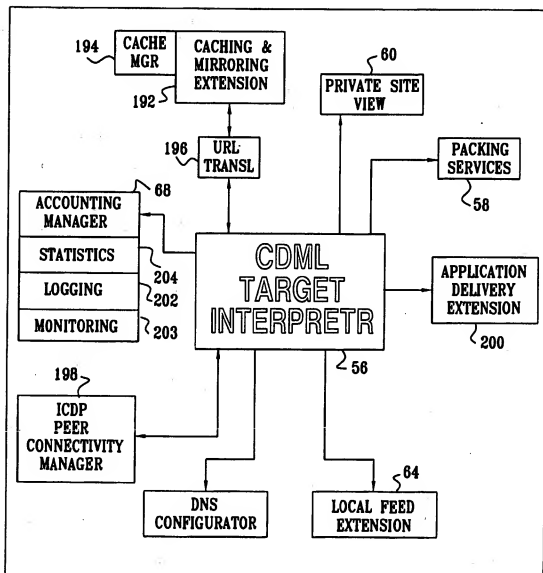 194
CACHE
MGR
CACHING &
MIRRORING
EXTENSION
192
60
PRIVATE SITE
VIEW
196
URL
TRANSL
PACKING
SERVICES
58
68
ACCOUNTING
MANAGER
STATISTICS
204
LOGGING
202
MONITORING
203
CDML
TARGET
INTERPRETR
56
APPLICATION
DELIVERY
EXTENSION
200
198
ICDP
PEER
CONNECTIVITY
MANAGER
DNS
CONFIGURATOR
64
LOCAL FEED
EXTENSION